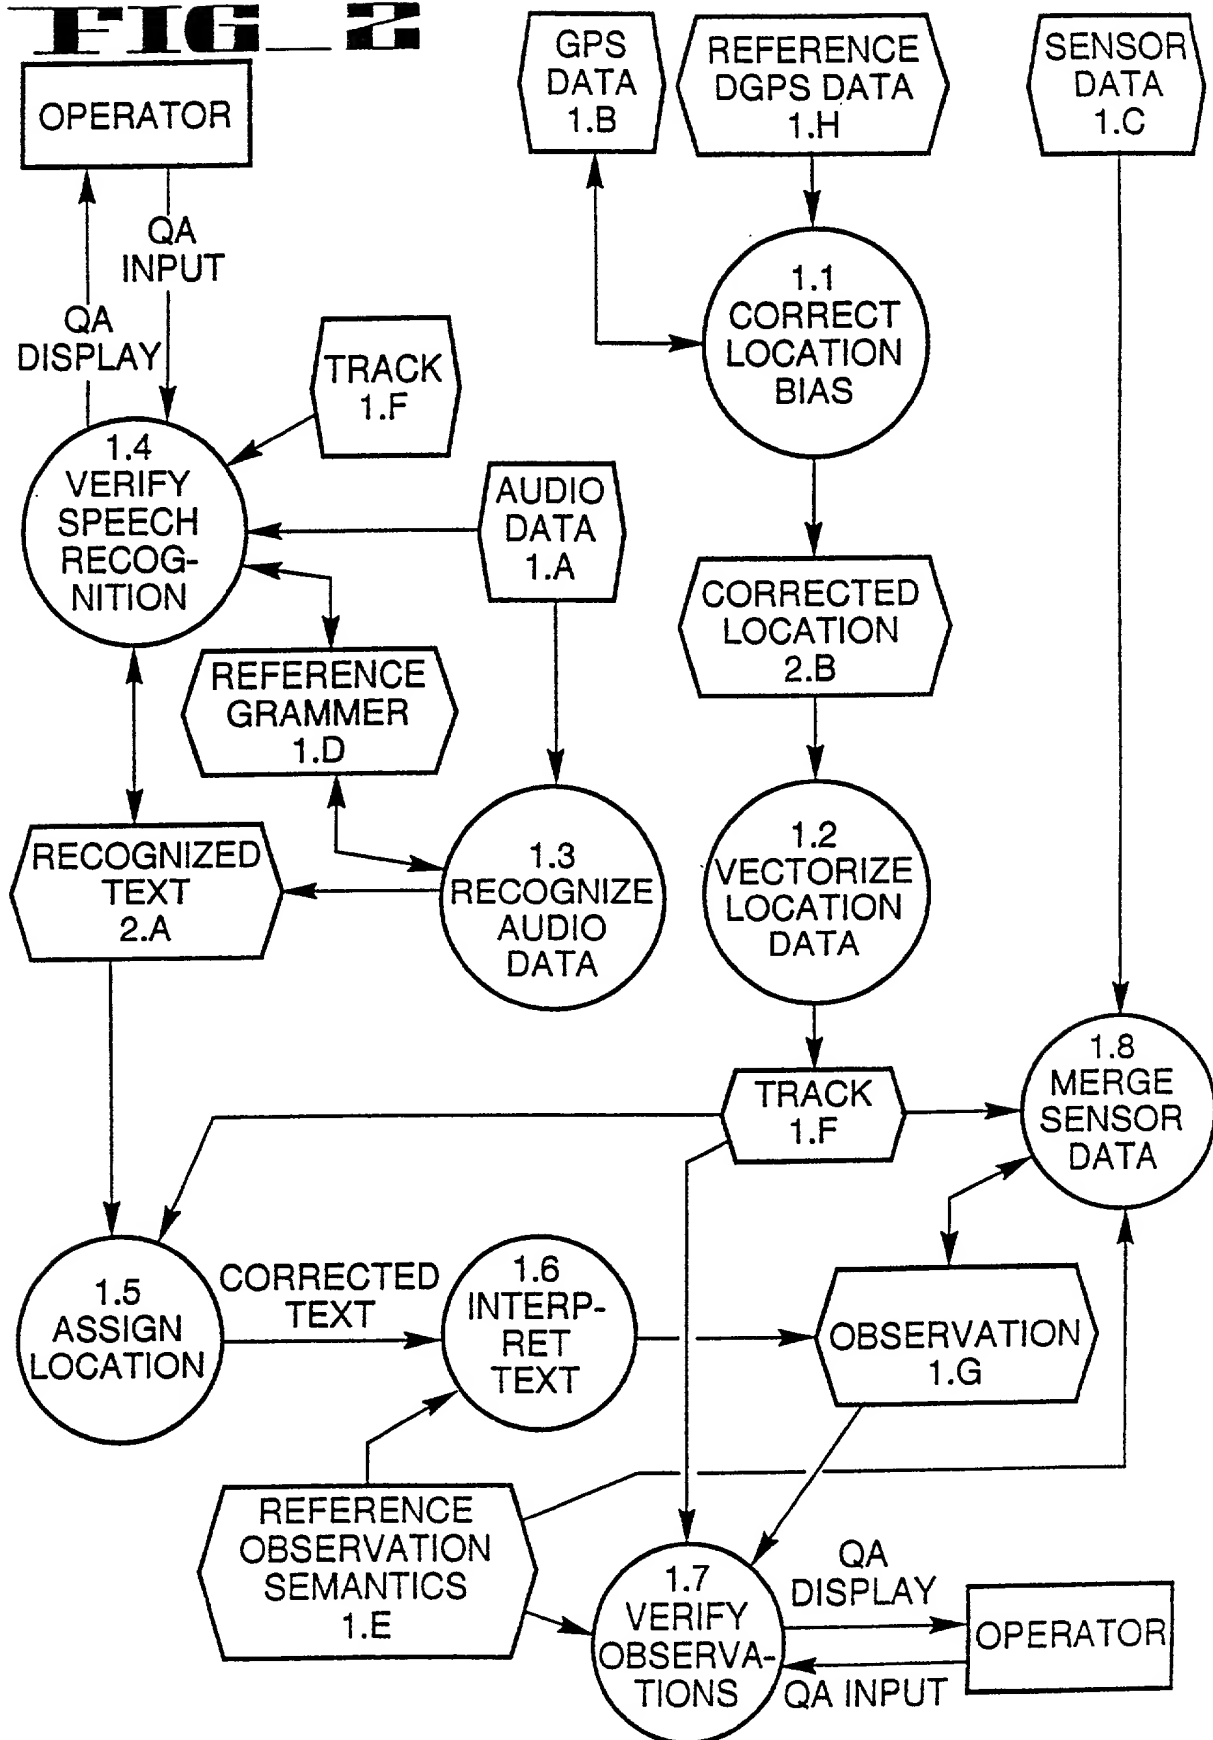 FIG_2
OPERATOR
GPS
DATA
1.B
REFERENCE
DGPS DATA
1.H
SENSOR
DATA
1.C
QA
INPUT
QA
DISPLAY
TRACK
1.F
1.1
CORRECT
LOCATION
BIAS
1.4
VERIFY
SPEECH
RECOG-
NITION
AUDIO
DATA
1.A
CORRECTED
LOCATION
2.B
REFERENCE
GRAMMER
1.D
RECOGNIZED
TEXT
2.A
1.3
RECOGNIZE
AUDIO
DATA
1.2
VECTORIZE
LOCATION
DATA
TRACK
1.F
1.8
MERGE
SENSOR
DATA
1.5
ASSIGN
LOCATION
CORRECTED
TEXT
1.6
INTERP-
RET
TEXT
OBSERVATION
1.G
REFERENCE
OBSERVATION
SEMANTICS
1.E
1.7
VERIFY
OBSERVA-
TIONS
QA
DISPLAY
OPERATOR
QA INPUT